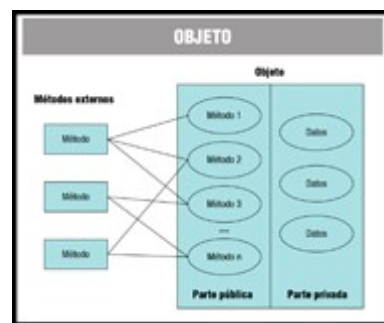 OBJETO
Objeto
Métodos externos
Método
Método
Método
Método 1
Método 2
Método 3
...
Método n
Datos
Datos
Datos
Parte pública
Parte privada